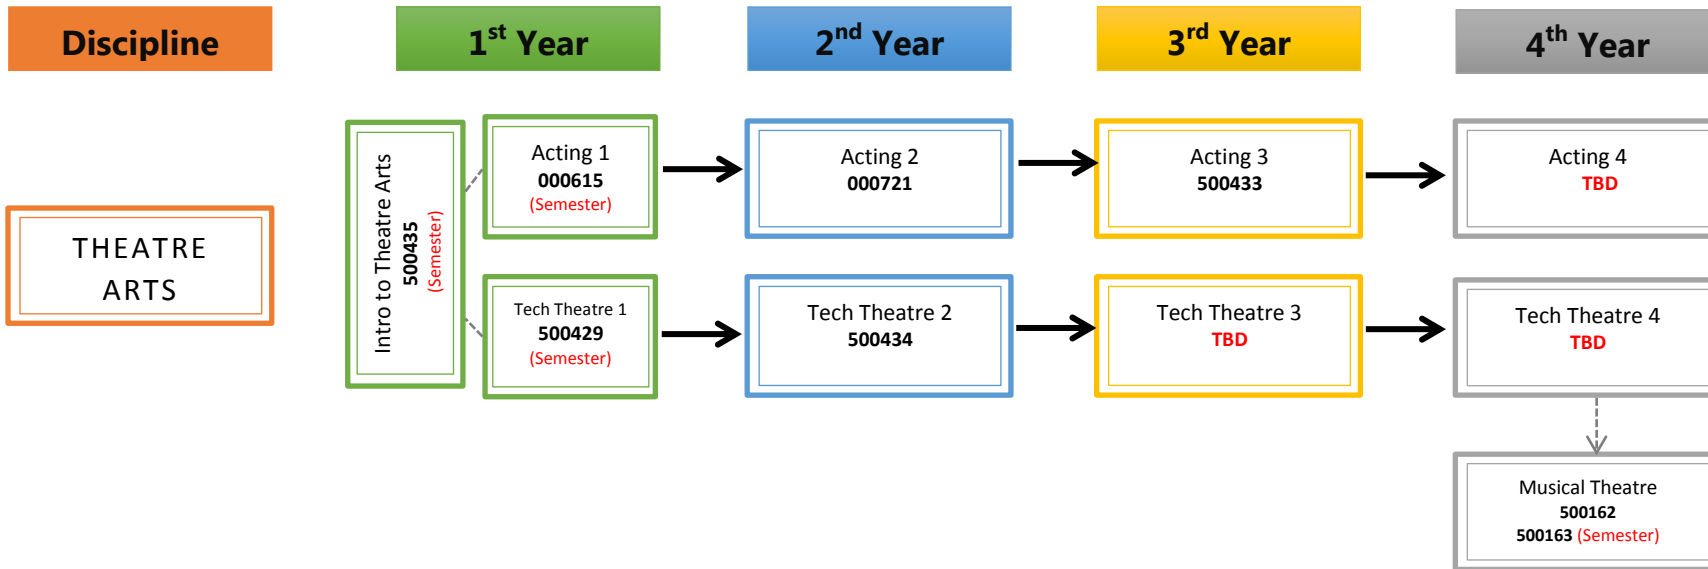 Discipline
1st Year
2nd Year
3rd Year
4th Year
THEATRE
ARTS
Intro to Theatre Arts
500435
(Semester)
Acting 1
000615
(Semester)
Acting 2
000721
Acting 3
500433
Acting 4
TBD
Tech Theatre 1
500429
(Semester)
Tech Theatre 2
500434
Tech Theatre 3
TBD
Tech Theatre 4
TBD
Musical Theatre
500162
500163 (Semester)